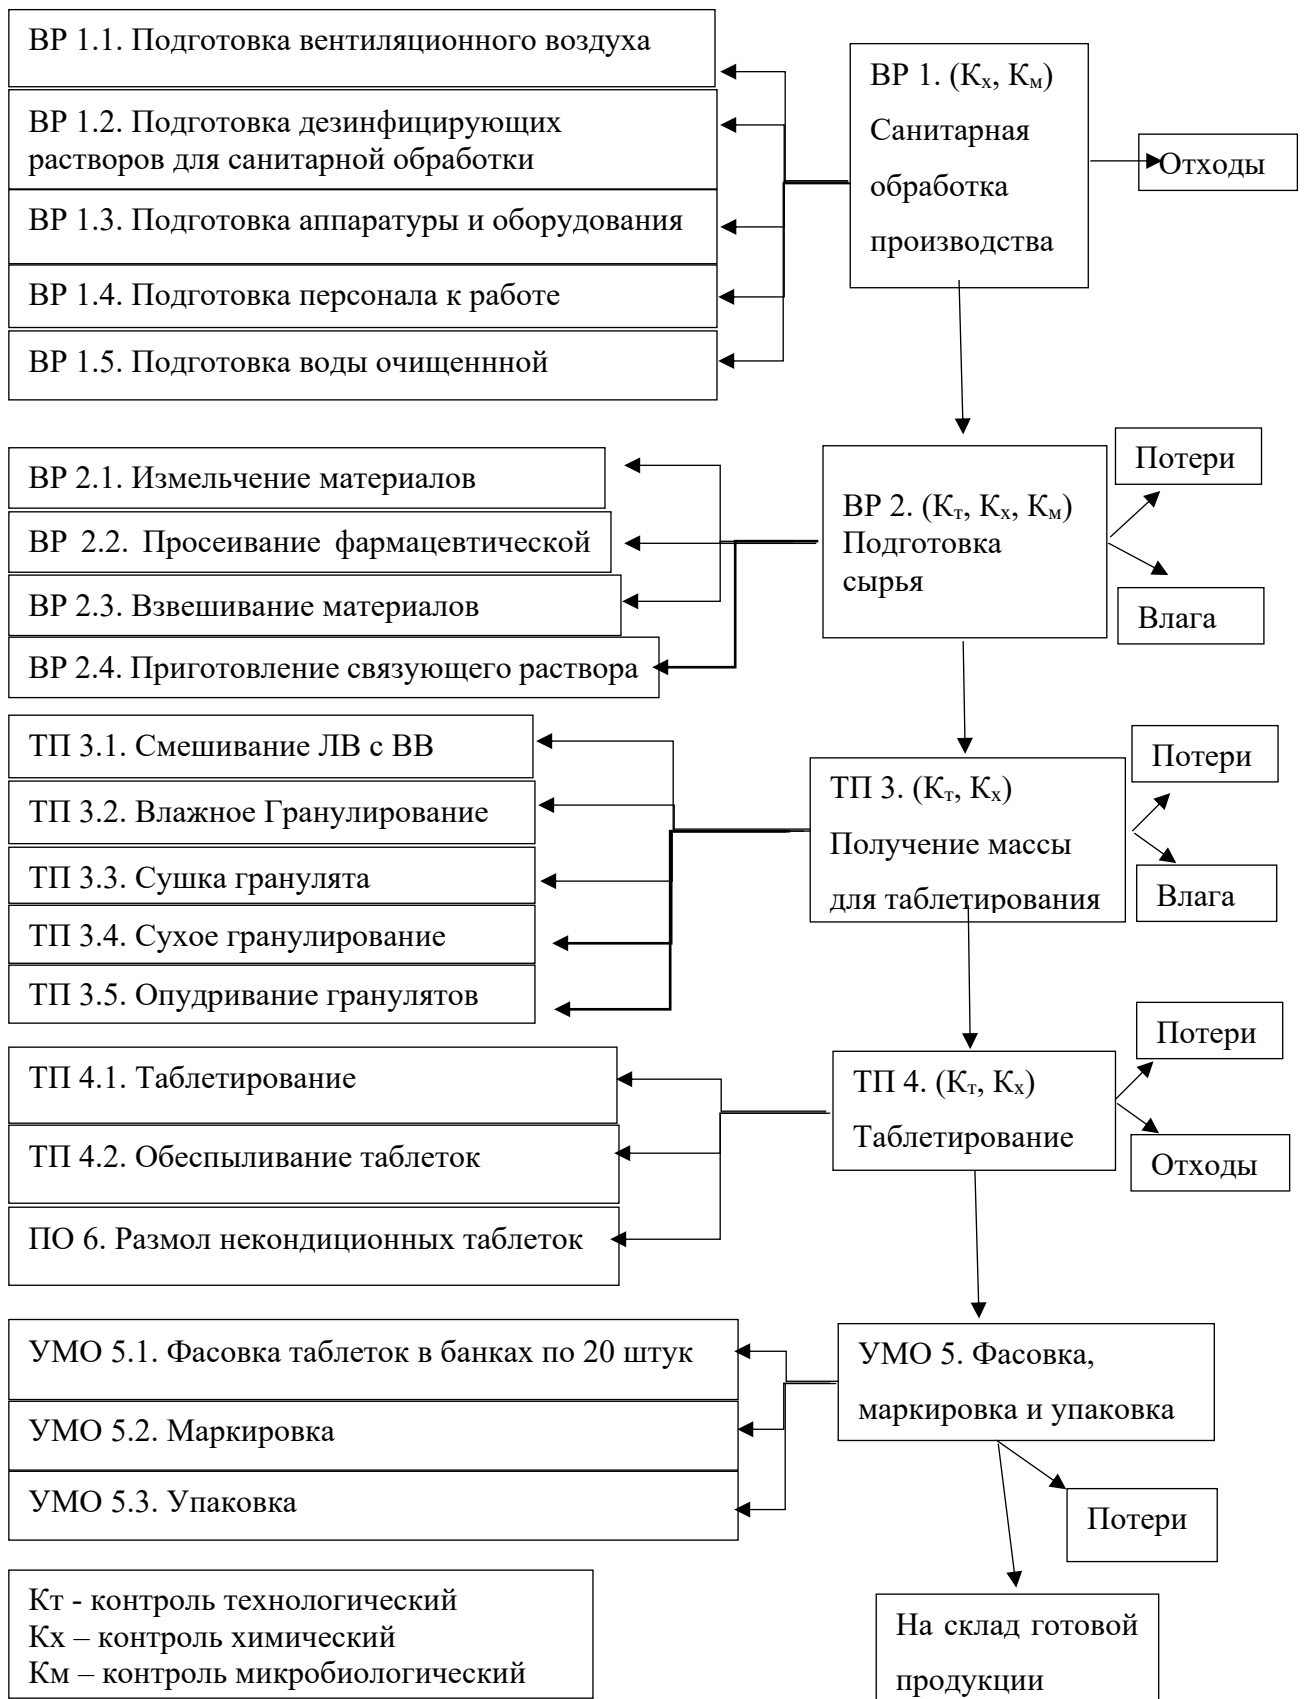 ВР 1.1. Подготовка вентиляционного воздуха
ВР 1.2. Подготовка дезинфицирующих
растворов для санитарной обработки
ВР 1.3. Подготовка аппаратуры и оборудования
ВР 1.4. Подготовка персонала к работе
ВР 1.5. Подготовка воды очищеннной
ВР 1. (Кх, Км)
Санитарная
обработка
производства
Отходы
ВР 2.1. Измельчение материалов
ВР 2.2. Просеивание фармацевтической
ВР 2.3. Взвешивание материалов
ВР 2.4. Приготовление связующего раствора
ВР 2. (Кт, Кх, Км)
Подготовка
сырья
Потери
Влага
ТП 3.1. Смешивание ЛВ с ВВ
ТП 3.2. Влажное Гранулирование
ТП 3.3. Сушка гранулята
ТП 3.4. Сухое гранулирование
ТП 3.5. Опудривание гранулятов
ТП 3. (Кт, Кх)
Получение массы
для таблетирования
Потери
Влага
ТП 4.1. Таблетирование
ТП 4.2. Обеспыливание таблеток
ПО 6. Размол некондиционных таблеток
ТП 4. (Кт, Кх)
Таблетирование
Потери
Отходы
УМО 5.1. Фасовка таблеток в банках по 20 штук
УМО 5.2. Маркировка
УМО 5.3. Упаковка
УМО 5. Фасовка,
маркировка и упаковка
Потери
На склад готовой
продукции
Кт - контроль технологический
Кх – контроль химический
Км – контроль микробиологический